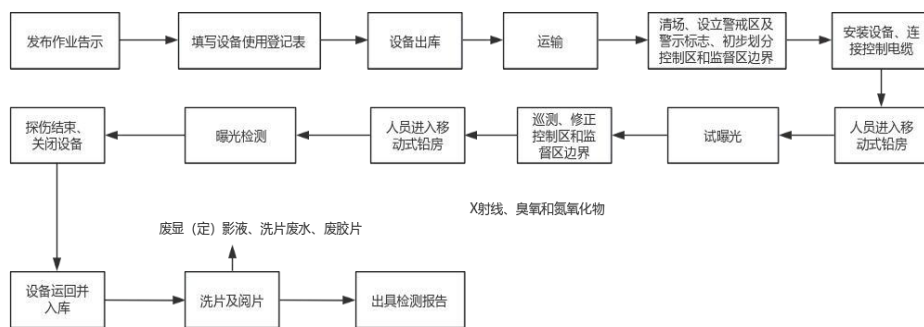 发布作业告示
填写设备使用登记表
设备出库
运输
清场、设立警戒区及
警示标志、初步划分
控制区和监督区边界
安装设备、连
接控制电缆
人员进入移
动式铅房
试曝光
巡测、修正
控制区和监
督区边界
人员进入移
动式铅房
曝光检测
探伤结束、
关闭设备
X射线、臭氧和氮氧化物
废显（定）影液、洗片废水、废胶片
设备运回并
入库
洗片及阅片
出具检测报告